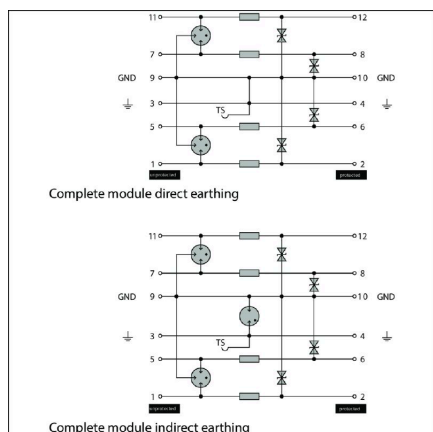 11 12
7 8
GND 9 10 GND
3 4
TS
5 6
1 2
unprotected protected
Complete module direct earthing
11 12
7 8
GND 9 10 GND
3 4
TS
5 6
1 2
unprotected protected
Complete module indirect earthing